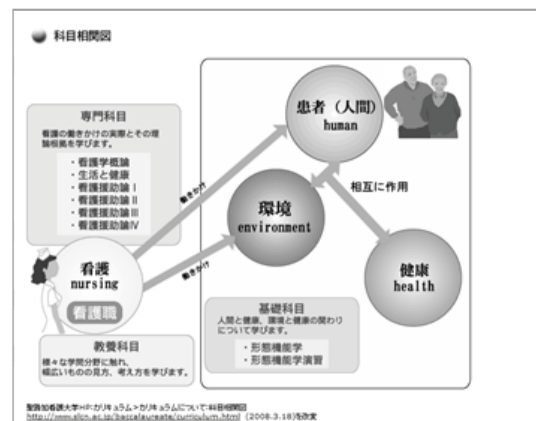 科目相関図
専門科目
看護の働きかけの実際とその理
論根拠を学びます。
・看護学概論
・生活と健康
・看護援助論Ⅰ
・看護援助論Ⅱ
・看護援助論Ⅲ
・看護援助論Ⅳ
患者（人間）
human
働きかけ
相互に作用
環境
environment
働きかけ
健康
health
看護
nursing
看護職
基礎科目
人間と健康、環境と健康の関わり
について学びます。
・形態機能学
・形態機能学演習
教養科目
様々な学問分野に触れ、
幅広いものの見方、考え方を学びます。
聖路加看護大学HP:カリキュラム>カリキュラムについて:科目相関図
http://www.slcn.ac.jp/baccalaureate/curriculum.html (2008.3.18)を改変